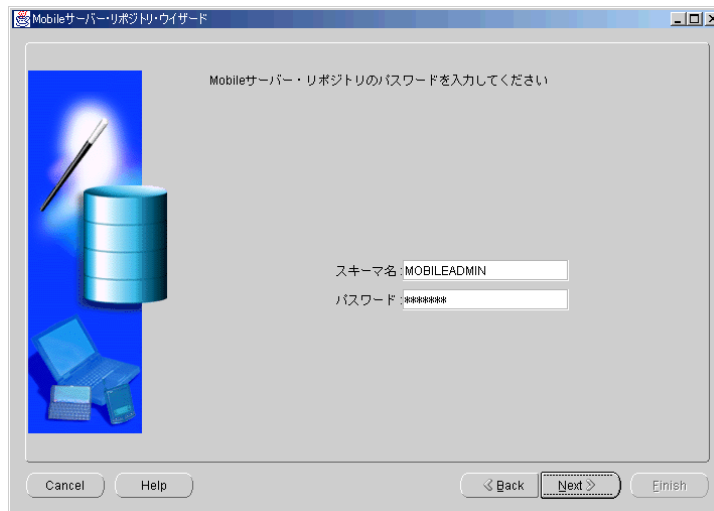 Mobileサーバー・リポジトリ・ウイザード
Mobileサーバー・リポジトリのパスワードを入力してください
スキーマ名: MOBILEADMIN
パスワード: *******
Cancel Help Back Next Finish